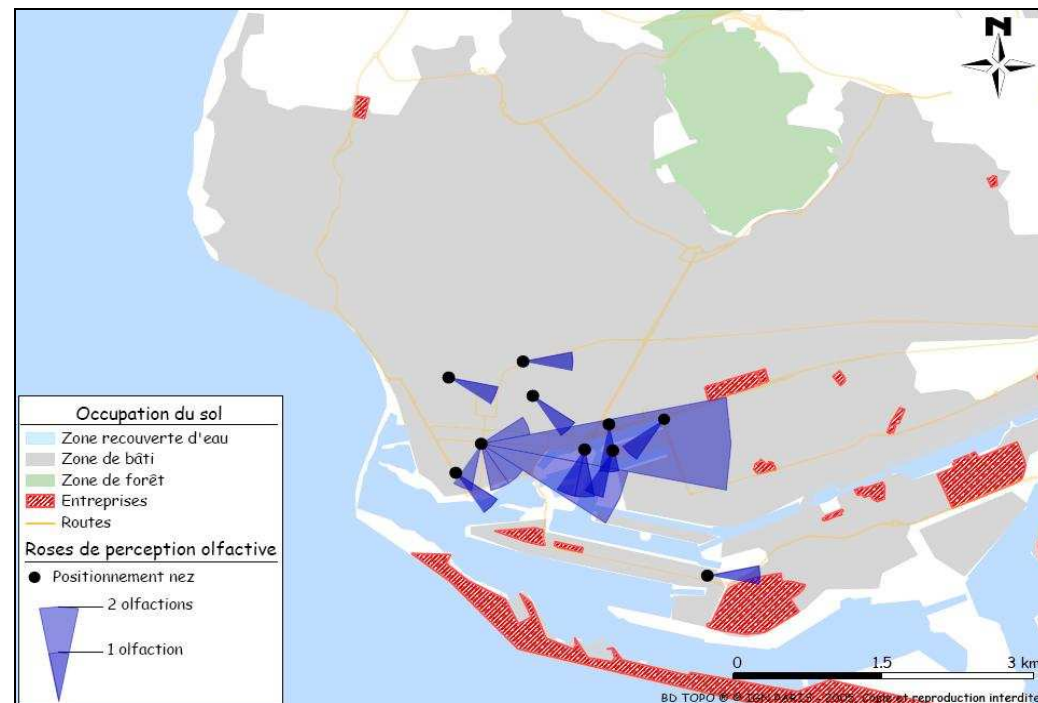 N
Occupation du sol
Zone recouverte d'eau
Zone de bâti
Zone de forêt
Entreprises
Routes
Roses de perception olfactive
Positionnement nez
2 olfactions
1 olfaction
0 1.5 3 km
BD TOPO ® © IGN PARIS - 2005 Copie et reproduction interdite